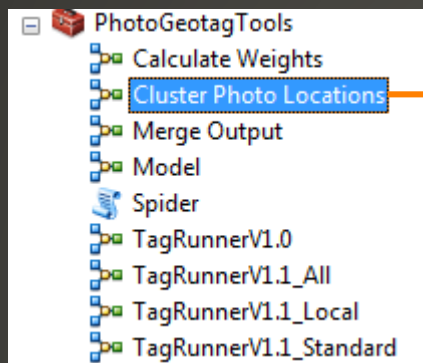 PhotoGeotagTools
Calculate Weights
Cluster Photo Locations
Merge Output
Model
Spider
TagRunnerV1.0
TagRunnerV1.1_All
TagRunnerV1.1_Local
TagRunnerV1.1_Standard